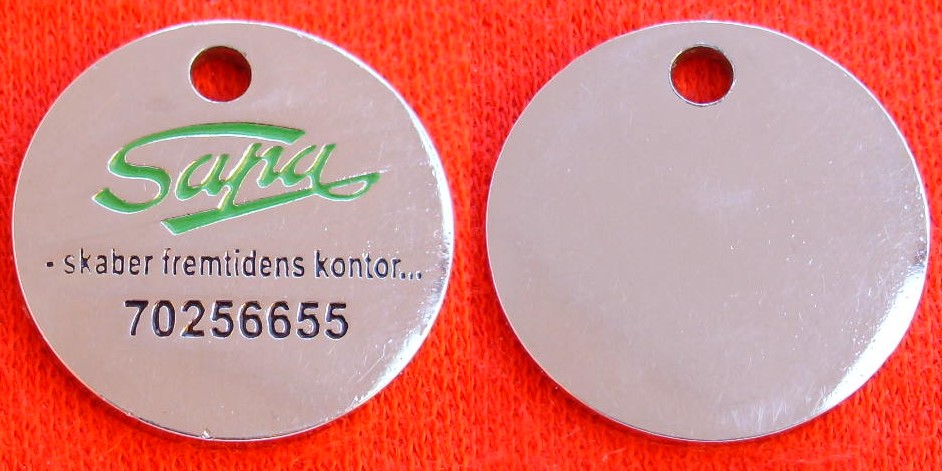 Sapa
- skaber fremtidens kontor...
70256655